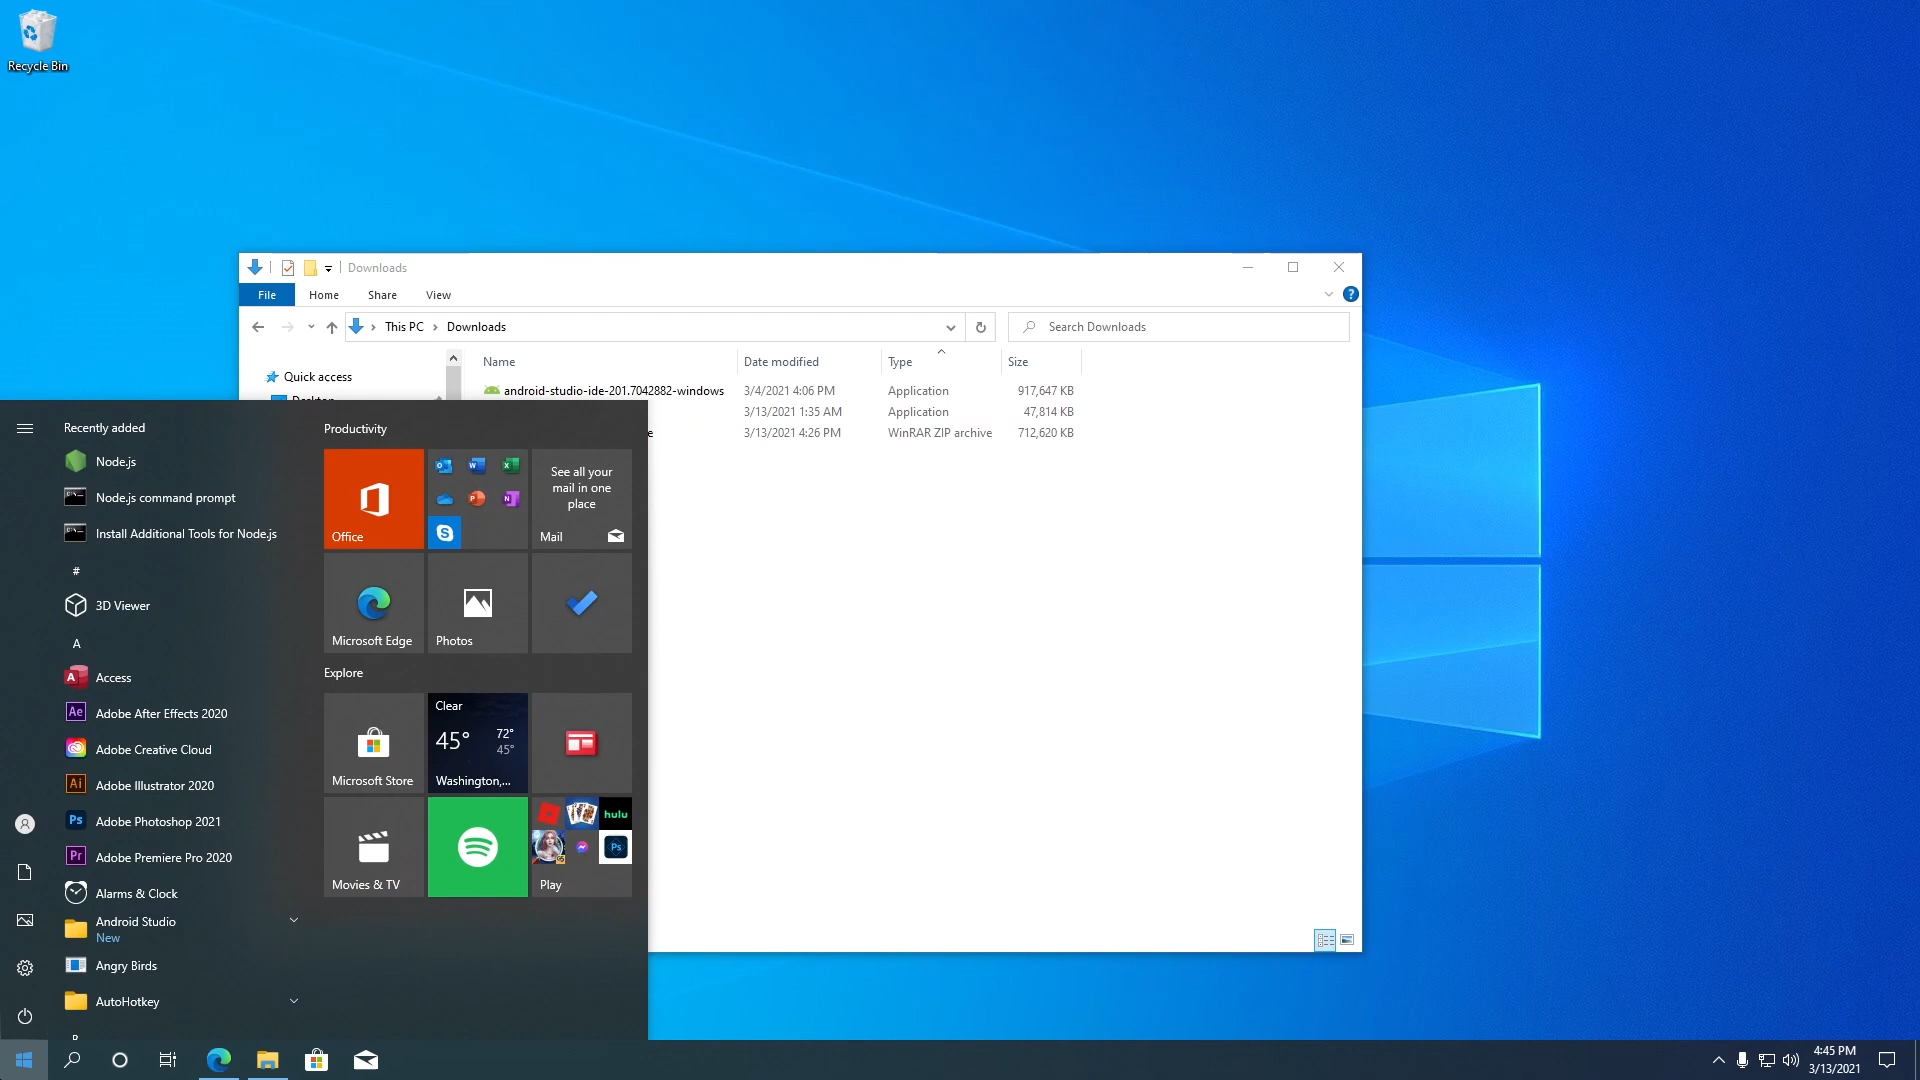 Recycle Bin
Downloads
File Home Share View
This PC Downloads
Search Downloads
Name Date modified Type Size
Quick access
android-studio-ide-201.7042882-windows 3/4/2021 4:06 PM Application 917,647 KB
3/13/2021 1:35 AM Application 47,814 KB
e 3/13/2021 4:26 PM WinRAR ZIP archive 712,620 KB
Recently added
Node.js
Node.js command prompt
Install Additional Tools for Node.js
#
3D Viewer
A
Access
Adobe After Effects 2020
Adobe Creative Cloud
Adobe Illustrator 2020
Adobe Photoshop 2021
Adobe Premiere Pro 2020
Alarms & Clock
Android Studio
New
Angry Birds
AutoHotkey
Productivity
Office
See all your
mail in one
place
Mail
Microsoft Edge
Photos
Explore
Microsoft Store
Clear
45° 72°
45°
Washington,...
Movies & TV
hulu
Play
4:45 PM
3/13/2021